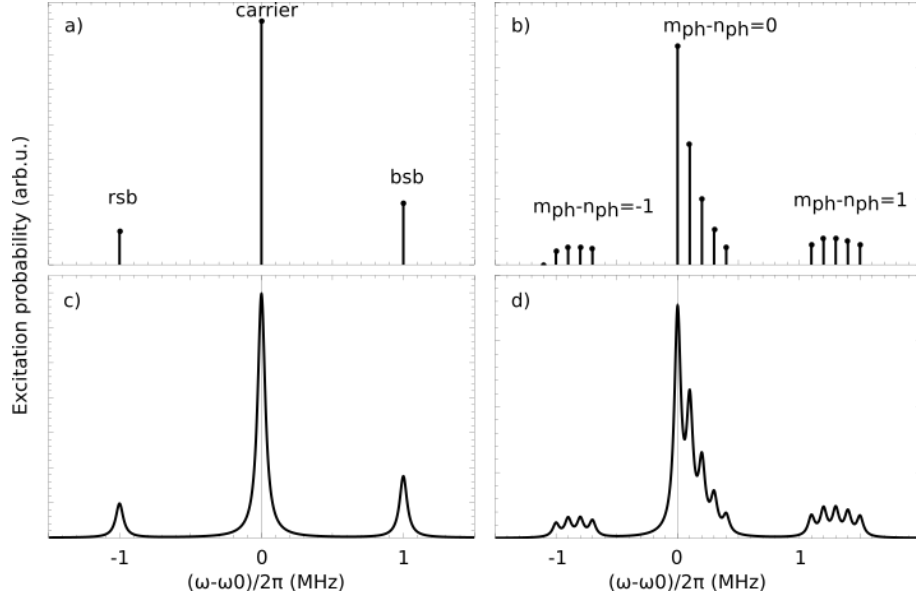 a)
carrier
rsb
bsb
b)
mph-nph=0
mph-nph=-1
mph-nph=1
Excitation probability (arb.u.)
c)
d)
-1 0 1
-1 0 1
(ω-ω0)/2π (MHz)
(ω-ω0)/2π (MHz)